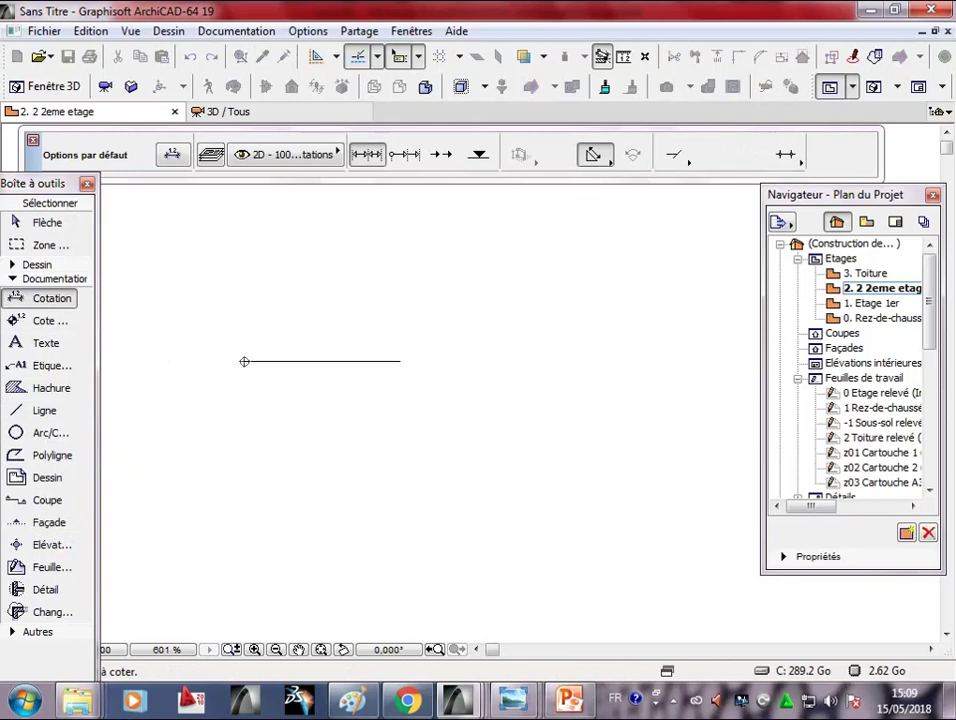 Sans Titre - Graphisoft ArchiCAD-64 19
Fichier Edition Vue Dessin Documentation Options Partage Fenêtres Aide
Fenêtre 3D
2. 2 2eme etage
3D / Tous
Options par défaut
2D - 100...tations
Boîte à outils
Sélectionner
Flèche
Zone ...
Dessin
Documentation
Cotation
Cote ...
Texte
Etique...
Hachure
Ligne
Arc/C...
Polyligne
Dessin
Coupe
Façade
Elévat...
Feuille...
Détail
Chang...
Autres
Navigateur - Plan du Projet
(Construction de... )
Etages
3. Toiture
2. 2 2eme etag
1. Etage 1er
0. Rez-de-chauss
Coupes
Façades
Elévations intérieures
Feuilles de travail
0 Etage relevé (I
1 Rez-de-chaussé
-1 Sous-sol relev
2 Toiture relevé (
z01 Cartouche 1
z02 Cartouche 2
z03 Cartouche A3
Détails
Propriétés
00 601 % 0,000°
à coter.
C: 289.2 Go 2.62 Go
FR
15:09
15/05/2018